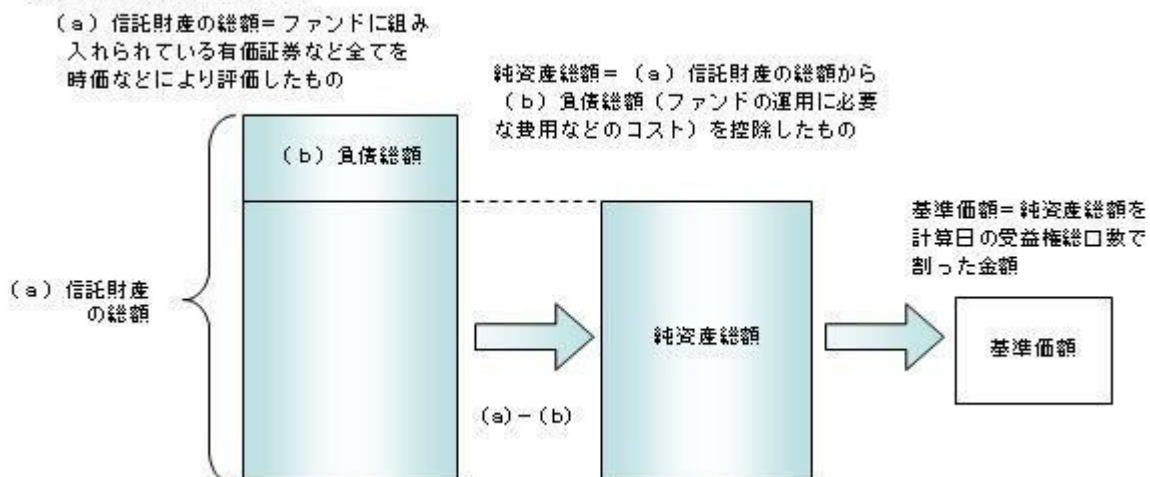 (a)信託財産の総額=ファンドに組み
入れられている有価証券など全てを
時価などにより評価したもの
純資産総額=(a)信託財産の総額から
(b)負債総額(ファンドの運用に必要
な費用などのコスト)を控除したもの
(b)負債総額
基準価額=純資産総額を
計算日の受益権総口数で
割った金額
(a)信託財産
の総額
純資産総額
基準価額
(a)-(b)